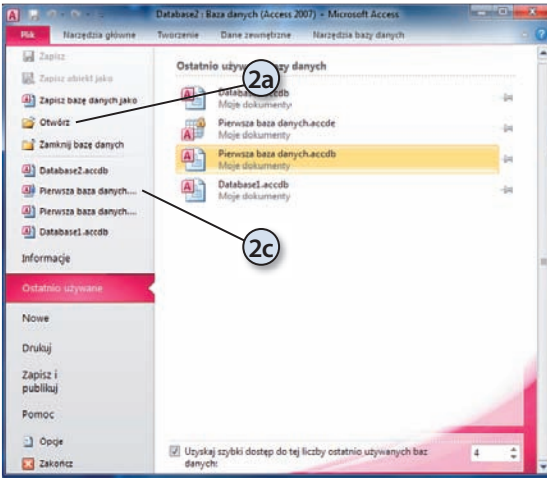 Database2 : Baza danych (Access 2007) - Microsoft Access
Plik Narzędzia główne Tworzenie Dane zewnętrzne Narzędzia bazy danych
Zapisz
Zapisz obiekt jako
Zapisz bazę danych jako
Otwórz
Zamknij bazę danych
Database2.accdb
Pierwsza baza danych....
Pierwsza baza danych....
Database1.accdb
Informacje
Ostatnio używane
Nowe
Drukuj
Zapisz i
publikuj
Pomoc
Opcje
Zakończ
Ostatnio danych
2a
.accdb
Moje dokumenty
Pierwsza baza danych.accde
Moje dokumenty
Pierwsza baza danych.accdb
Moje dokumenty
Database1.accdb
Moje dokumenty
2c
Uzyskaj szybki dostęp do tej liczby ostatnio używanych baz
danych:
4